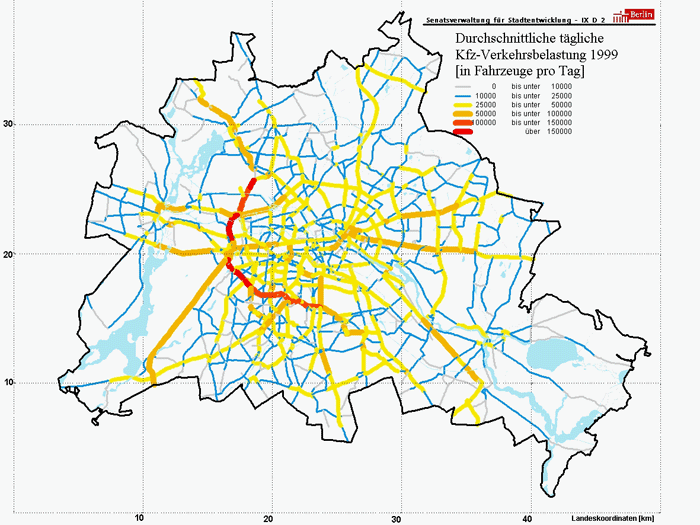 Senatsverwaltung für Stadtentwicklung - IX D 2
Berlin
Durchschnittliche tägliche
Kfz-Verkehrsbelastung 1999
[in Fahrzeuge pro Tag]
0 bis unter 10000
10000 bis unter 25000
25000 bis unter 50000
50000 bis unter 100000
100000 bis unter 150000
über 150000
30
20
10
10 20 30 40 Landeskoordinaten [km]